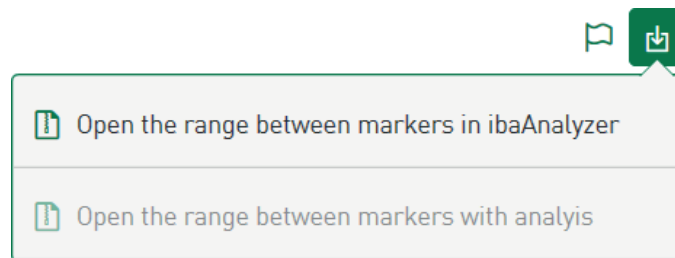 Open the range between markers in ibaAnalyzer
Open the range between markers with analyis